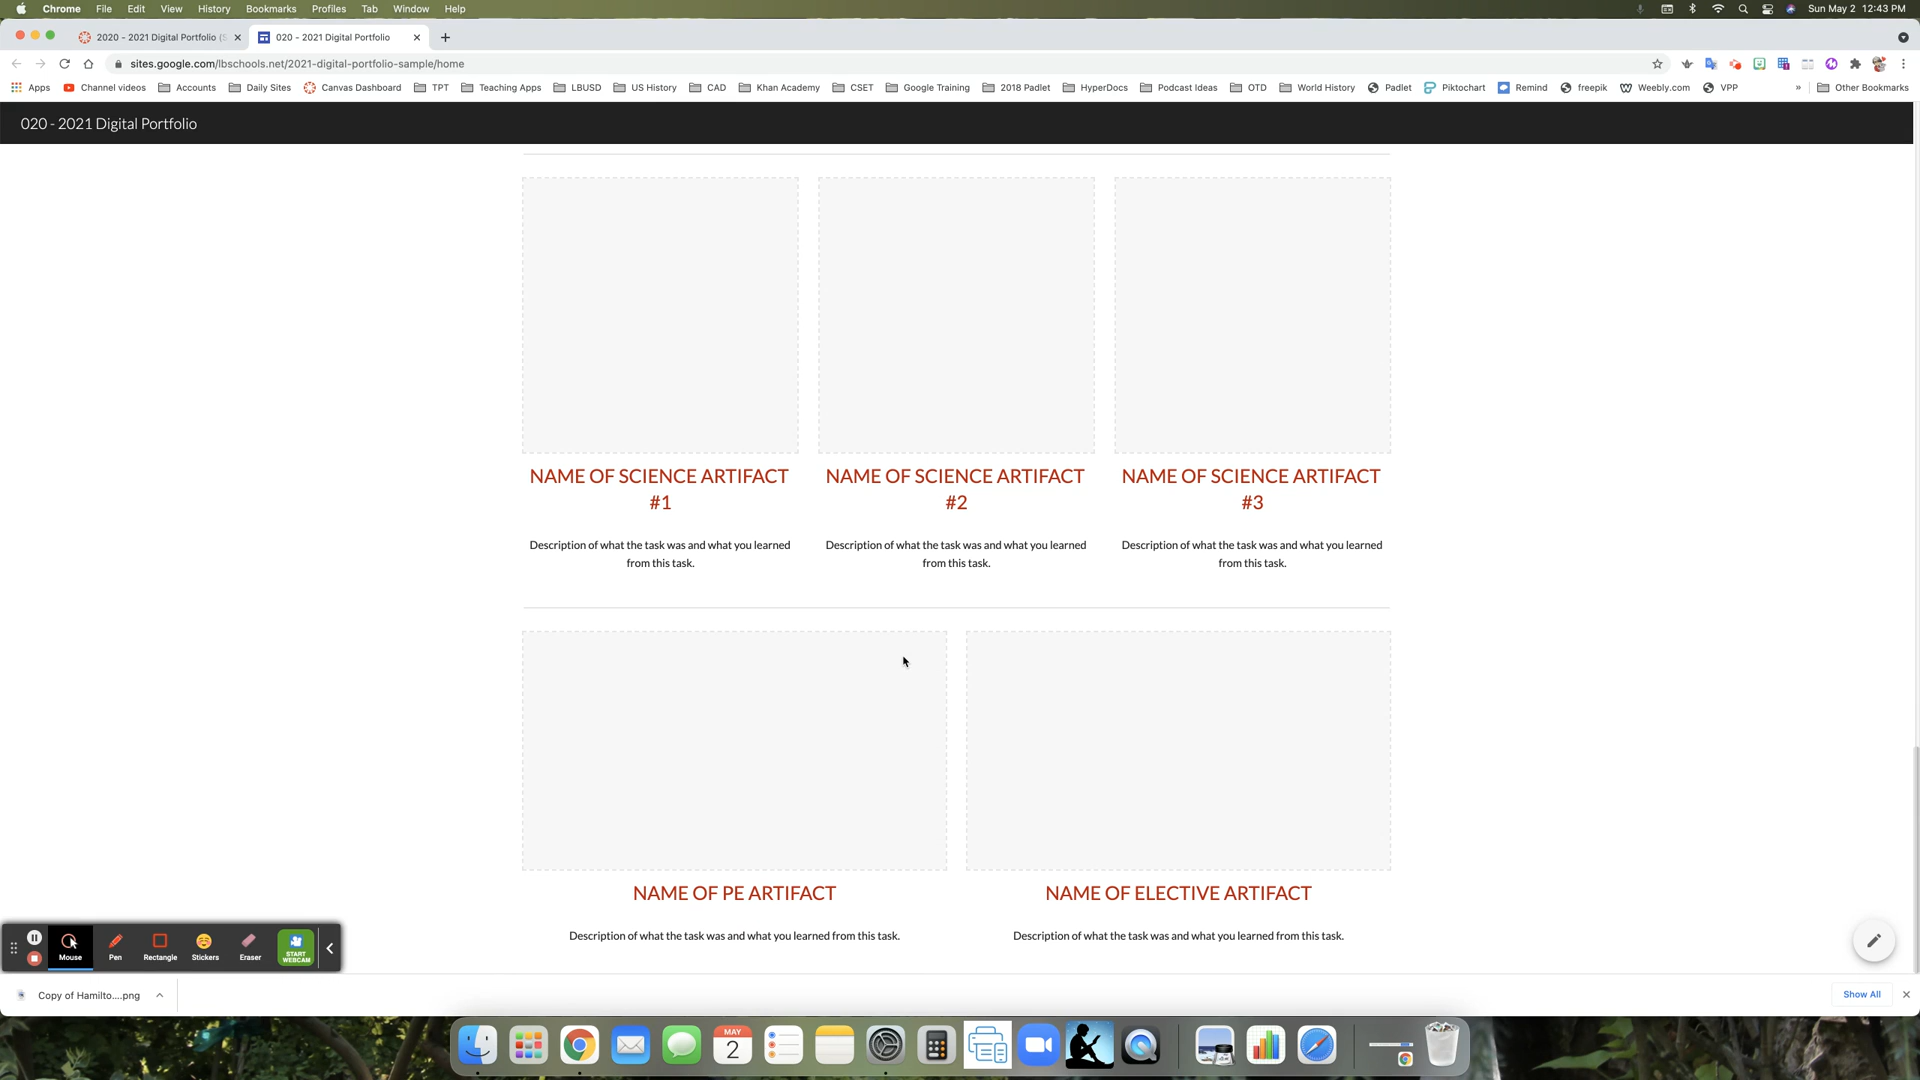 Chrome File Edit View History Bookmarks Profiles Tab Window Help Sun May 2 12:43 PM
2020 - 2021 Digital Portfolio (S 020 - 2021 Digital Portfolio
sites.google.com/lbschools.net/2021-digital-portfolio-sample/home
Apps Channel videos Accounts Daily Sites Canvas Dashboard TPT Teaching Apps LBUSD US History CAD Khan Academy CSET Google Training 2018 Padlet HyperDocs Podcast Ideas OTD World History Padlet Piktochart Remind freepik Weebly.com VPP » Other Bookmarks
020 - 2021 Digital Portfolio
NAME OF SCIENCE ARTIFACT NAME OF SCIENCE ARTIFACT NAME OF SCIENCE ARTIFACT
#1 #2 #3
Description of what the task was and what you learned Description of what the task was and what you learned Description of what the task was and what you learned
from this task. from this task. from this task.
NAME OF PE ARTIFACT NAME OF ELECTIVE ARTIFACT
Description of what the task was and what you learned from this task. Description of what the task was and what you learned from this task.
Mouse Pen Rectangle Stickers Eraser START
WEBCAM
Copy of Hamilto....png Show All
MAY
2